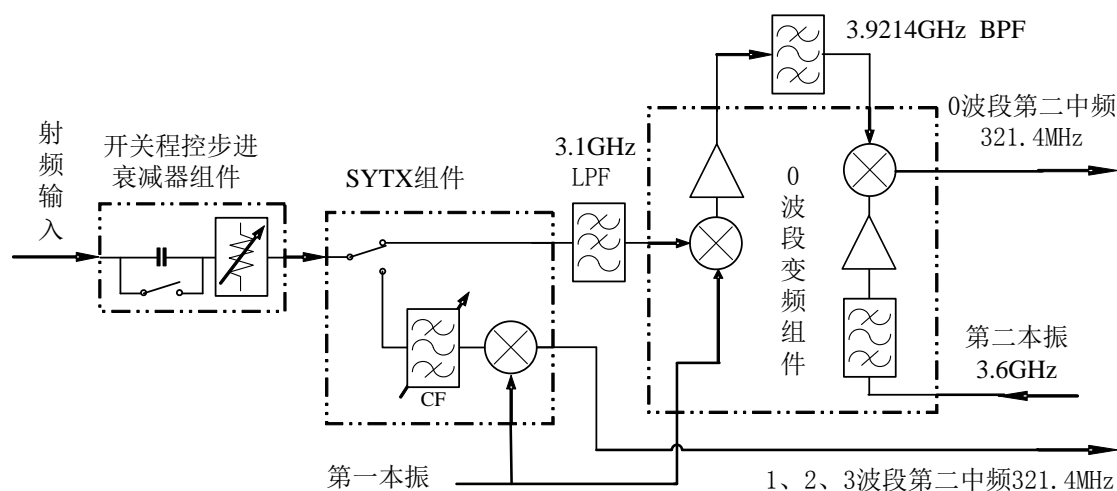 3.9214GHz BPF
0波段第二中频
321.4MHz
射频输入
开关程控步进
衰减器组件
SYTX组件
3.1GHz
LPF
0波段变频组件
第二本振
3.6GHz
CF
第一本振
1、2、3波段第二中频321.4MHz